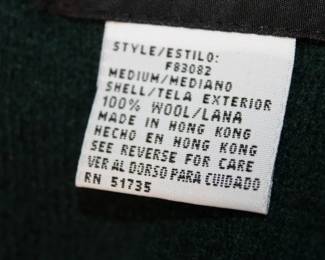 STYLE/ESTILO:
F83082
MEDIUM/MEDIANO
SHELL/TELA EXTERIOR
100% WOOL/LANA
MADE IN HONG KONG
HECHO EN HONG KONG
SEE REVERSE FOR CARE
VER AL DORSO PARA CUIDADO
RN 51735